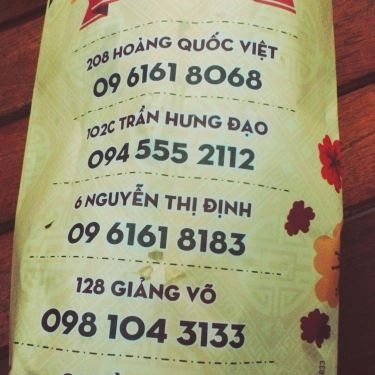 208 HOÀNG QUỐC VIỆT
09 6161 8068
102C TRẦN HƯNG ĐẠO
094 555 2112
6 NGUYỄN THỊ ĐỊNH
09 6161 8183
128 GIẢNG VÕ
098 104 3133